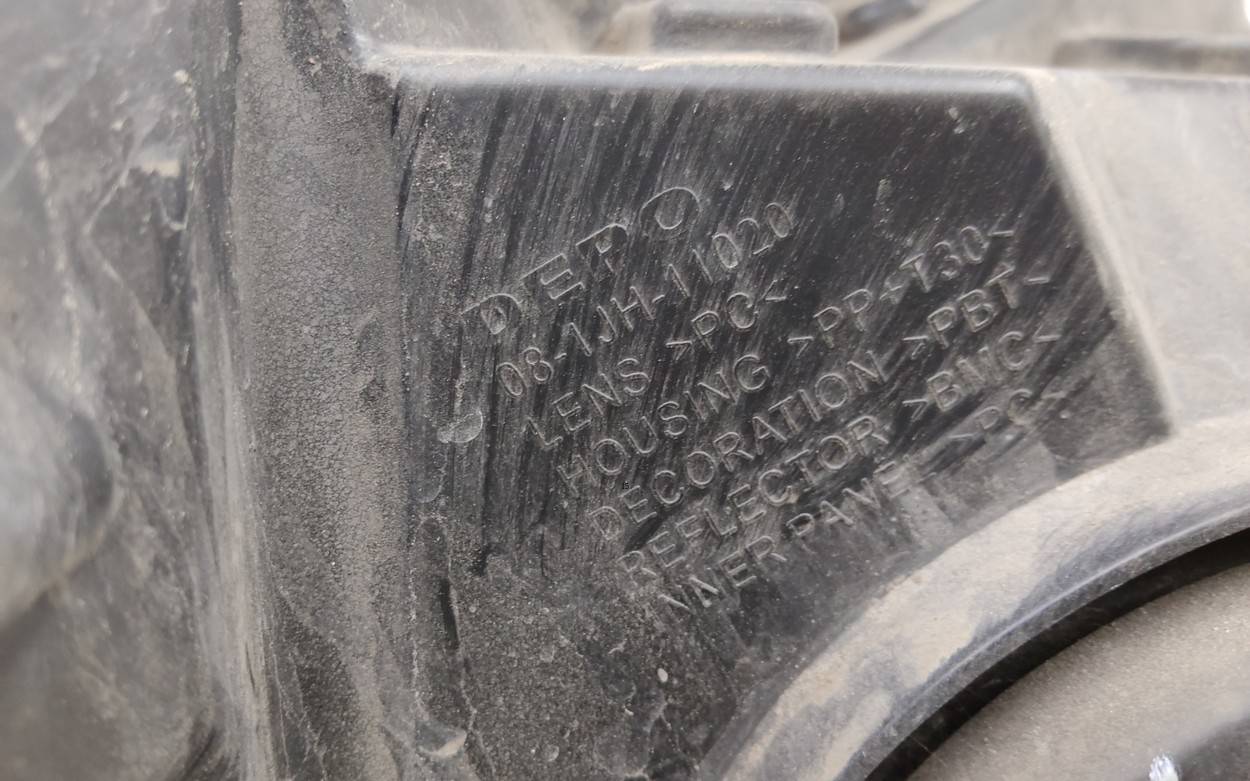 DEPO
08-1JH-11020
LENS >PC<
HOUSING >PP+T30<
DECORATION >PBT<
REFLECTOR >BMC<
INNER PANEL >PC<